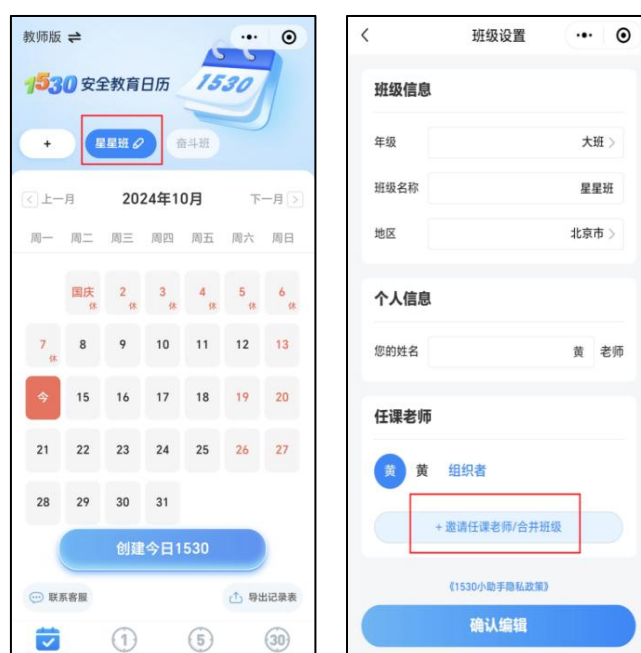 教师版
1530 安全教育日历
1530
+ 星星班 奋斗班
上一月 2024年10月 下一月
周一 周二 周三 周四 周五 周六 周日
国庆休 2休 3休 4休 5休 6休
7休 8 9 10 11 12 13
今 15 16 17 18 19 20
21 22 23 24 25 26 27
28 29 30 31
创建今日1530
联系客服 导出记录表
1 5 30
班级设置
班级信息
年级 大班
班级名称 星星班
地区 北京市
个人信息
您的姓名 黄 老师
任课老师
黄 黄 组织者
+ 邀请任课老师/合并班级
《1530小助手隐私政策》
确认编辑